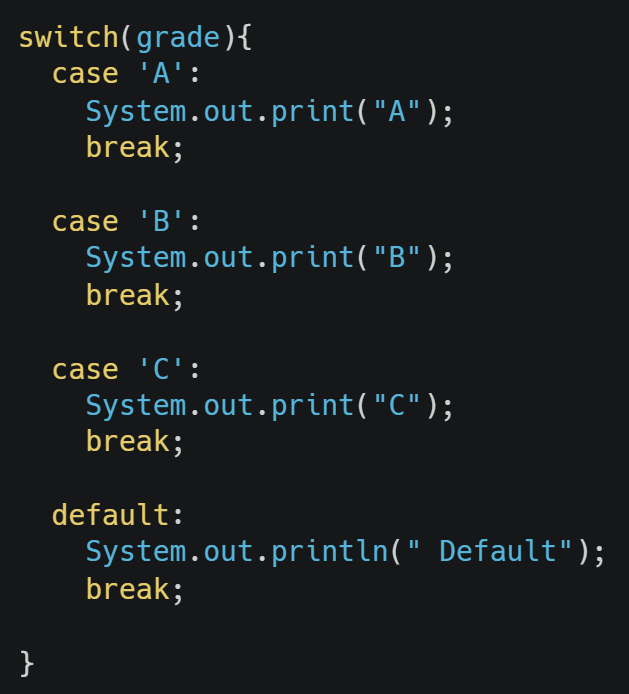 switch(grade){
  case 'A':
    System.out.print("A");
    break;

  case 'B':
    System.out.print("B");
    break;

  case 'C':
    System.out.print("C");
    break;

  default:
    System.out.println(" Default");
    break;

}